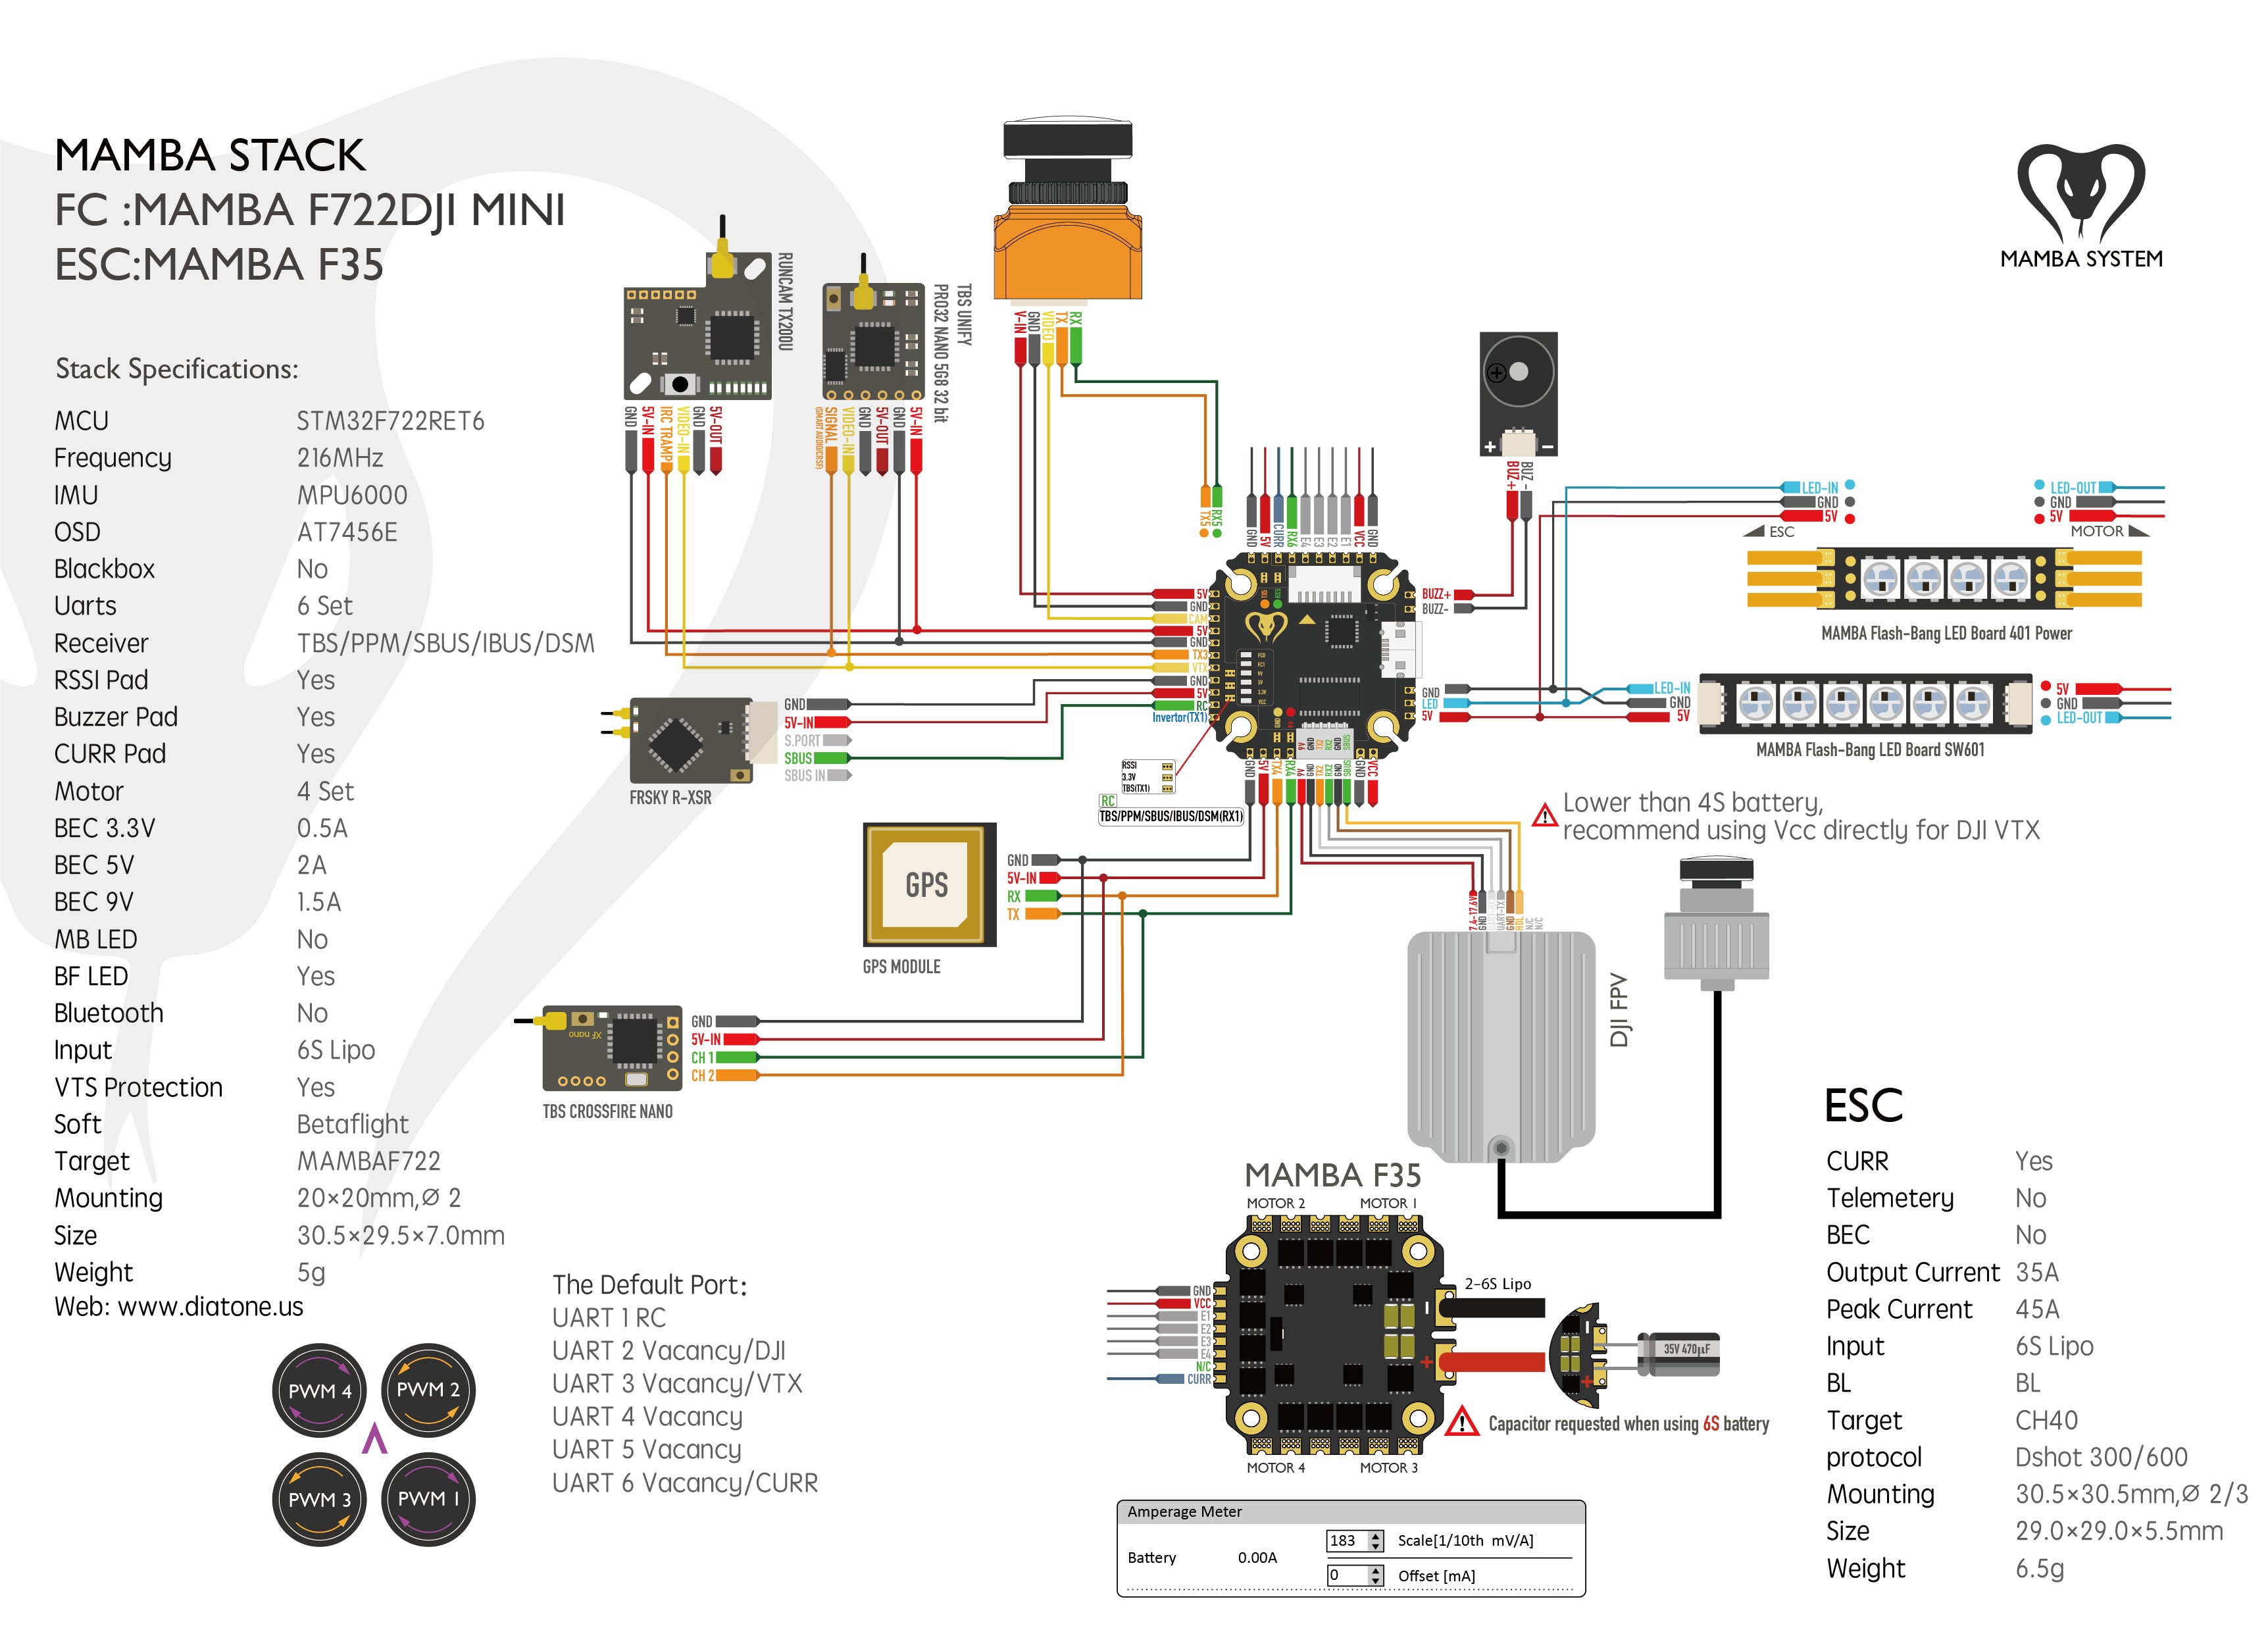 MAMBA STACK
FC :MAMBA F722DJI MINI
ESC:MAMBA F35
Stack Specifications:
MCU STM32F722RET6
Frequency 216MHz
IMU MPU6000
OSD AT7456E
Blackbox No
Uarts 6 Set
Receiver TBS/PPM/SBUS/IBUS/DSM
RSSI Pad Yes
Buzzer Pad Yes
CURR Pad Yes
Motor 4 Set
BEC 3.3V 0.5A
BEC 5V 2A
BEC 9V 1.5A
MB LED No
BF LED Yes
Bluetooth No
Input 6S Lipo
VTS Protection Yes
Soft Betaflight
Target MAMBAF722
Mounting 20×20mm,Ø 2
Size 30.5×29.5×7.0mm
Weight 5g
Web: www.diatone.us
PWM 4
PWM 2
PWM 3
PWM 1
The Default Port:
UART 1 RC
UART 2 Vacancy/DJI
UART 3 Vacancy/VTX
UART 4 Vacancy
UART 5 Vacancy
UART 6 Vacancy/CURR
RUNCAM TX200U
GND
5V-IN
IRC TRAMP
VIDEO-IN
GND
5V-OUT
TBS UNIFY
PRO32 NANO 5G8 32 bit
SIGNAL
(SMART AUDIO/CRSF)
VIDEO-IN
GND
5V-OUT
GND
5V-IN
V-IN
GND
VIDEO
TX
RX
TX5
RX5
GND
5V
CURR
RX6
E4
E3
E2
E1
VCC
GND
BUZ+
BUZ-
MAMBA SYSTEM
5V
GND
CAM
5V
GND
TX3
VTX
GND
5V
RC
Invertor(TX1)
BUZZ+
BUZZ-
GND
LED
5V
LED-IN
GND
5V
ESC
LED-OUT
GND
5V
MOTOR
MAMBA Flash-Bang LED Board 401 Power
LED-IN
GND
5V
5V
GND
LED-OUT
MAMBA Flash-Bang LED Board SW601
GND
5V-IN
S.PORT
SBUS
SBUS IN
FRSKY R-XSR
RSSI
3.3V
TBS(TX1)
RC
TBS/PPM/SBUS/IBUS/DSM(RX1)
9V
GND
TX2
RX2
GND
SBUS
GND
5V
TX4
RX4
9V
GND
TX2
RX2
GND
SBUS
GND
VCC
Lower than 4S battery,
recommend using Vcc directly for DJI VTX
GPS
GPS MODULE
GND
5V-IN
RX
TX
XF nano
TBS CROSSFIRE NANO
GND
5V-IN
CH 1
CH 2
7.4-17.6V
GND
UART-TX
GND
HDL
N/C
N/C
DJI FPV
MAMBA F35
MOTOR 2
MOTOR 1
GND
VCC
E1
E2
E3
E4
N/C
CURR
MOTOR 4
MOTOR 3
2-6S Lipo
35V 470μF
Capacitor requested when using 6S battery
Amperage Meter
Battery 0.00A
183 Scale[1/10th mV/A]
0 Offset [mA]
ESC
CURR Yes
Telemetery No
BEC No
Output Current 35A
Peak Current 45A
Input 6S Lipo
BL BL
Target CH40
protocol Dshot 300/600
Mounting 30.5×30.5mm,Ø 2/3
Size 29.0×29.0×5.5mm
Weight 6.5g